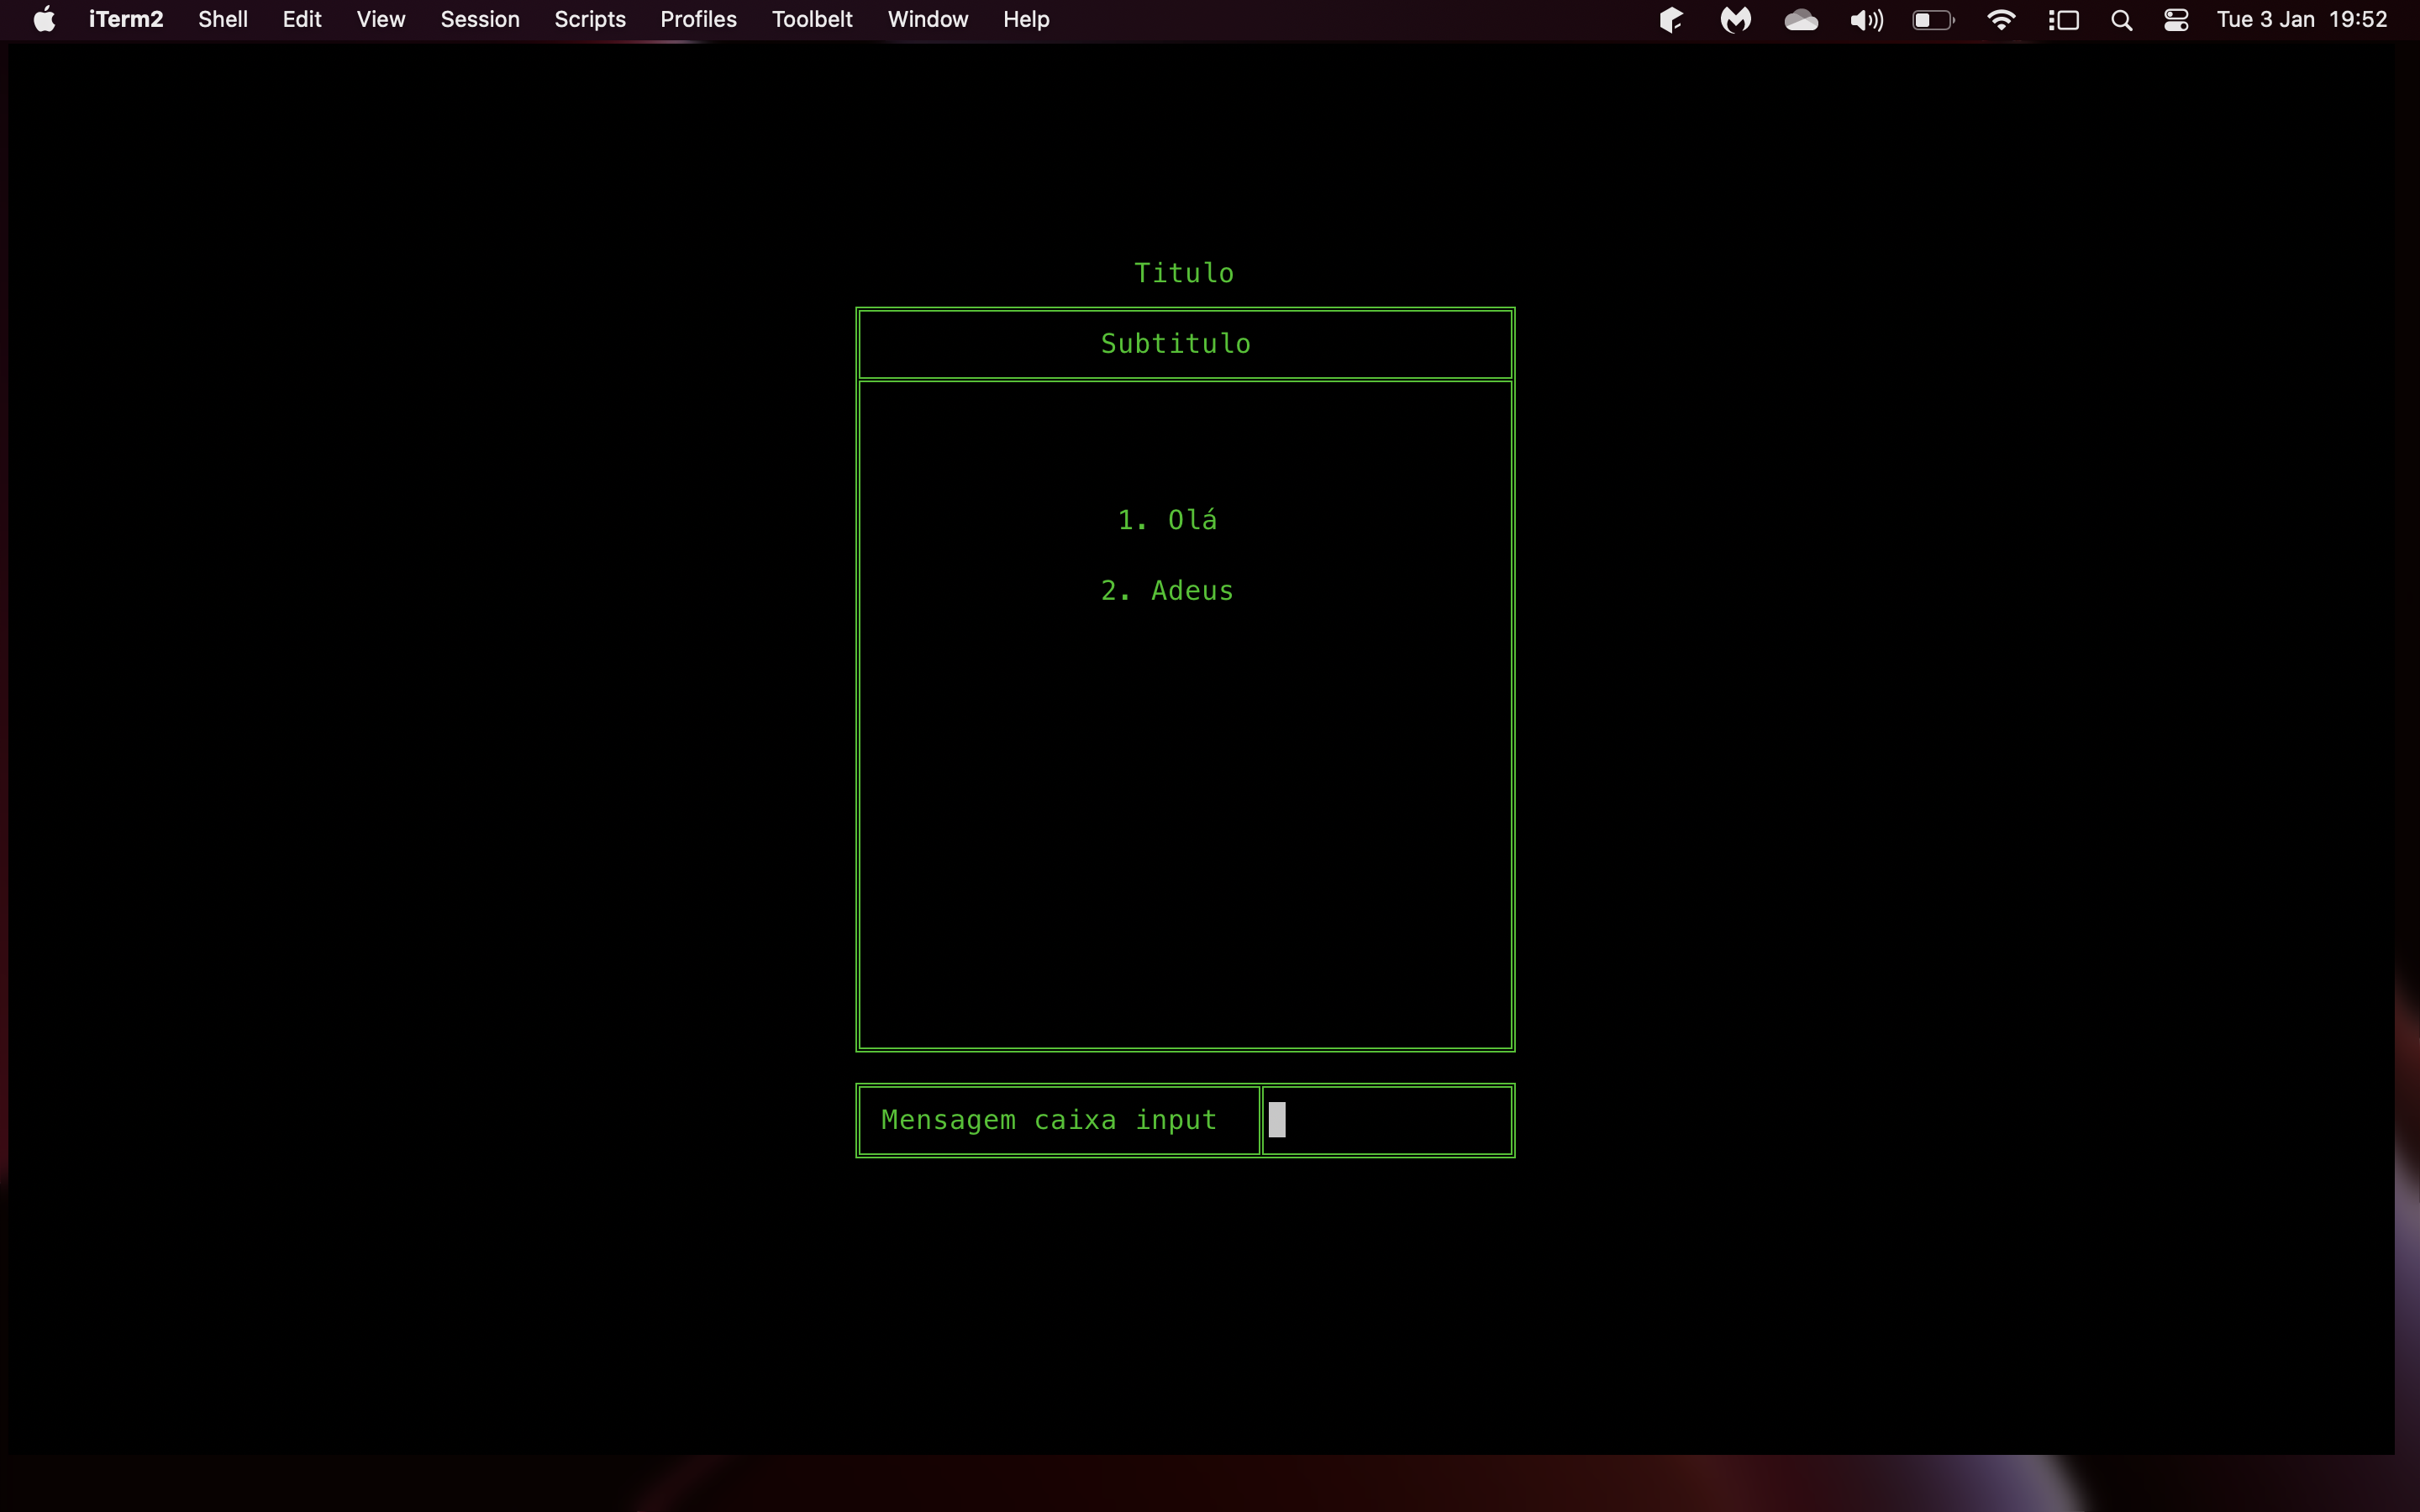 iTerm2 Shell Edit View Session Scripts Profiles Toolbelt Window Help Tue 3 Jan 19:52
Titulo
Subtitulo
1. Olá
2. Adeus
Mensagem caixa input